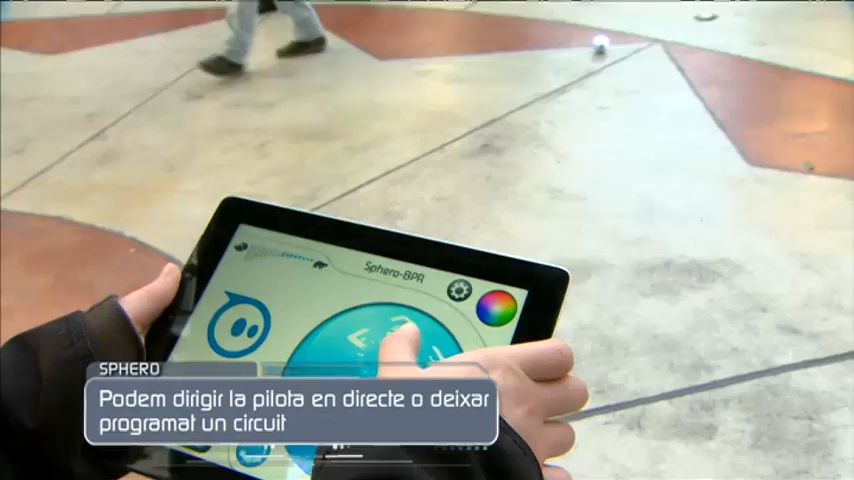 Sphero-BPR
SPHERO
Podem dirigir la pilota en directe o deixar
programat un circuit